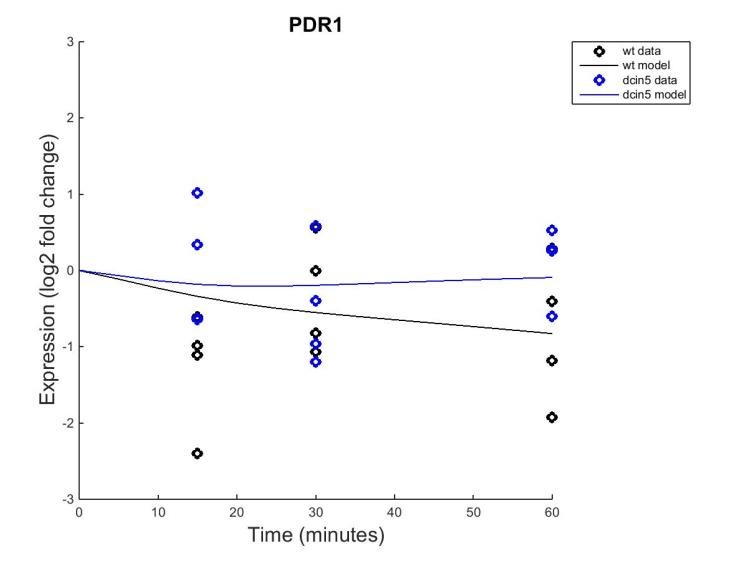 PDR1
3
2
1
0
-1
-2
-3
Expression (log2 fold change)
0 10 20 30 40 50 60
Time (minutes)
wt data
wt model
dcin5 data
dcin5 model